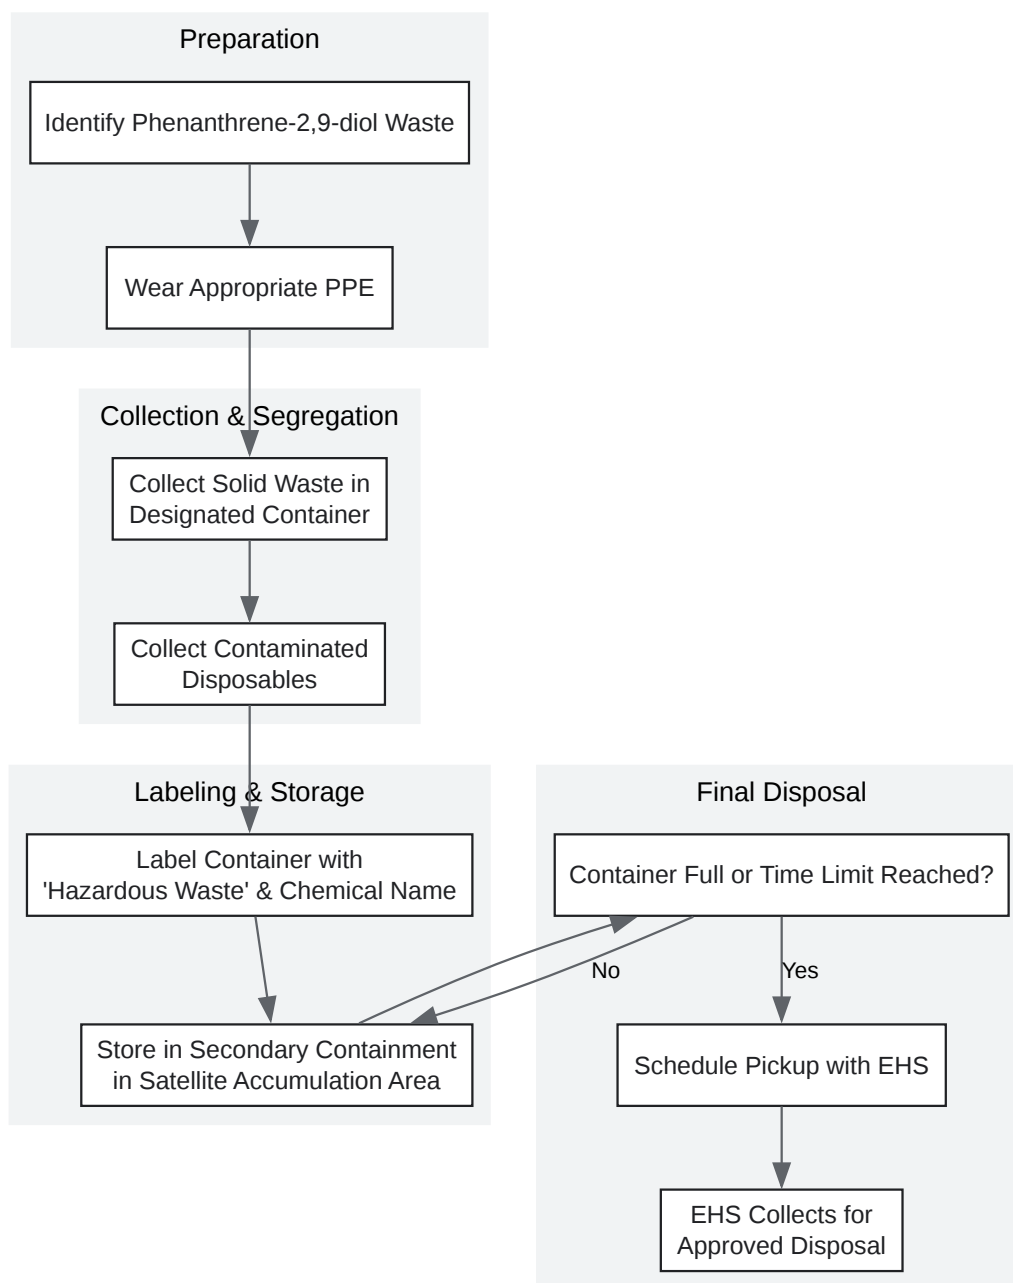 Preparation
Identify Phenanthrene-2,9-diol Waste
Wear Appropriate PPE
Collection & Segregation
Collect Solid Waste in
Designated Container
Collect Contaminated
Disposables
Labeling & Storage
Label Container with
'Hazardous Waste' & Chemical Name
Store in Secondary Containment
in Satellite Accumulation Area
Final Disposal
Container Full or Time Limit Reached?
No
Yes
Schedule Pickup with EHS
EHS Collects for
Approved Disposal